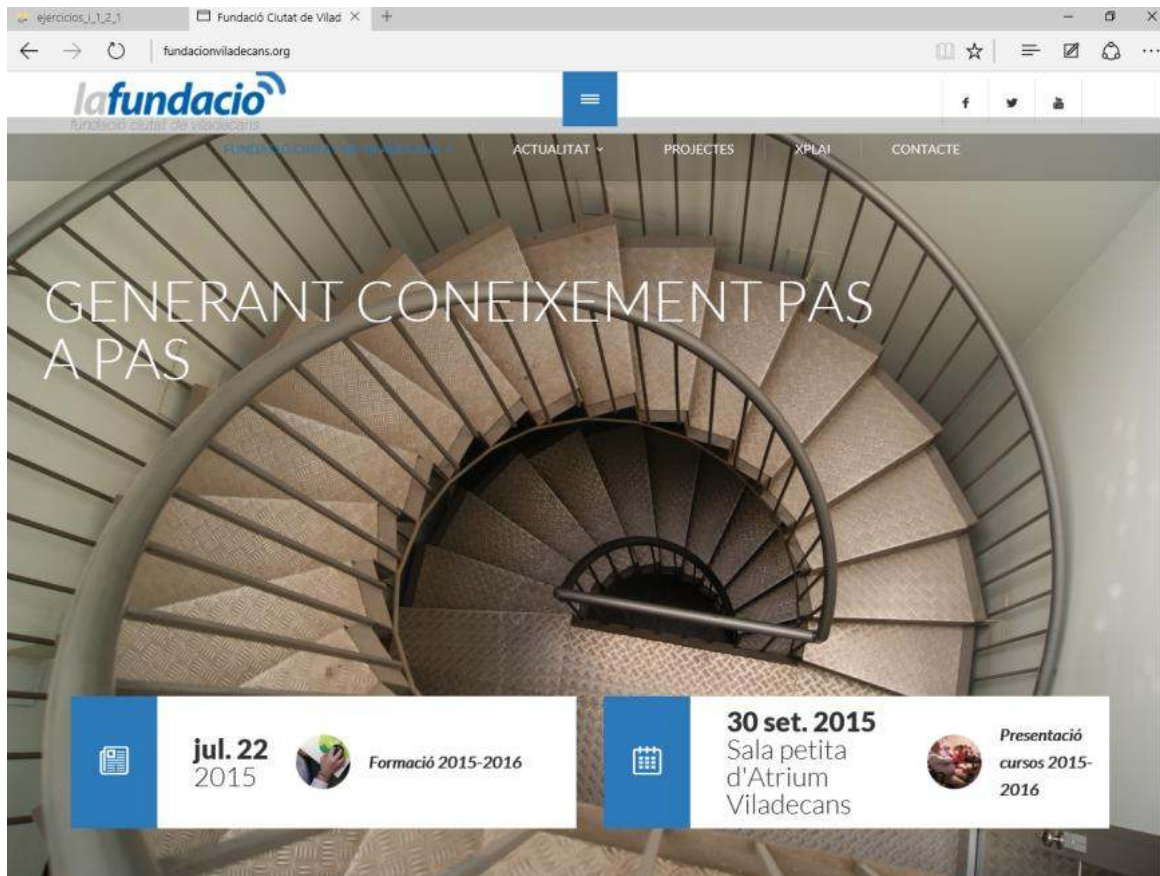 ejercicios_i_1_2_1
Fundació Ciutat de Vilad
fundacionviladecans.org
lafundacio
fundació ciutat de viladecans
ACTUALITAT
PROJECTES
XPLAI
CONTACTE
GENERANT CONEIXEMENT PAS
A PAS
jul. 22
2015
Formació 2015-2016
30 set. 2015
Sala petita
d'Atrium
Viladecans
Presentació
cursos 2015-
2016